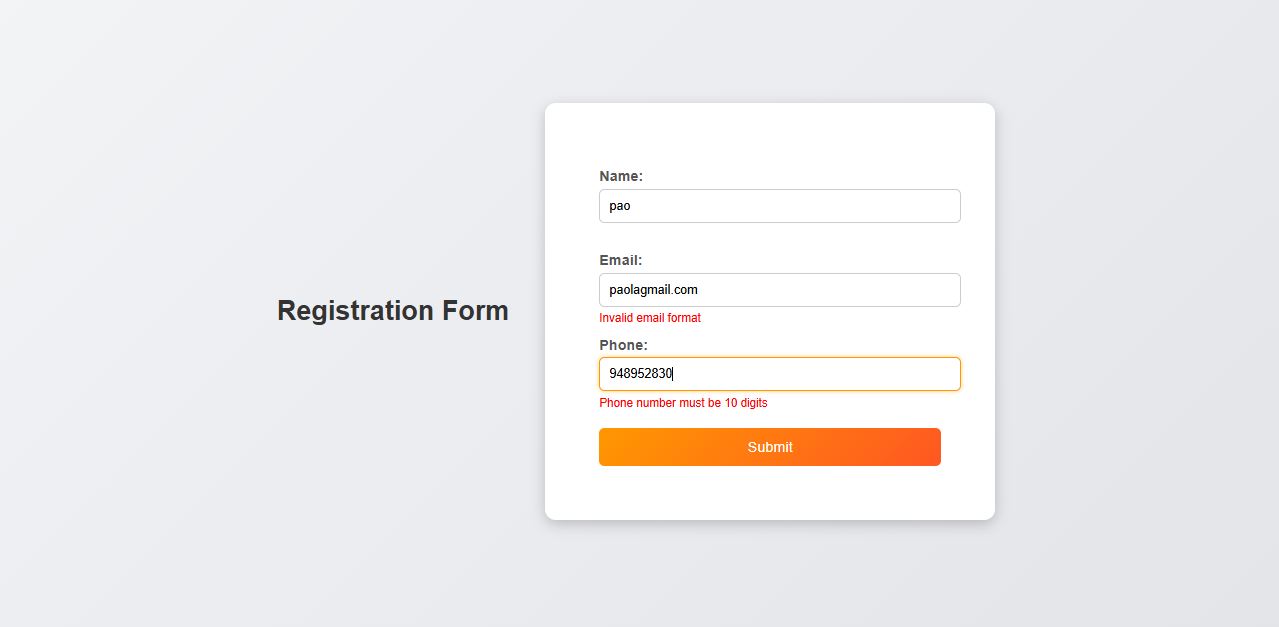 Registration Form
Name:
pao
Email:
paolagmail.com
Invalid email format
Phone:
948952830
Phone number must be 10 digits
Submit